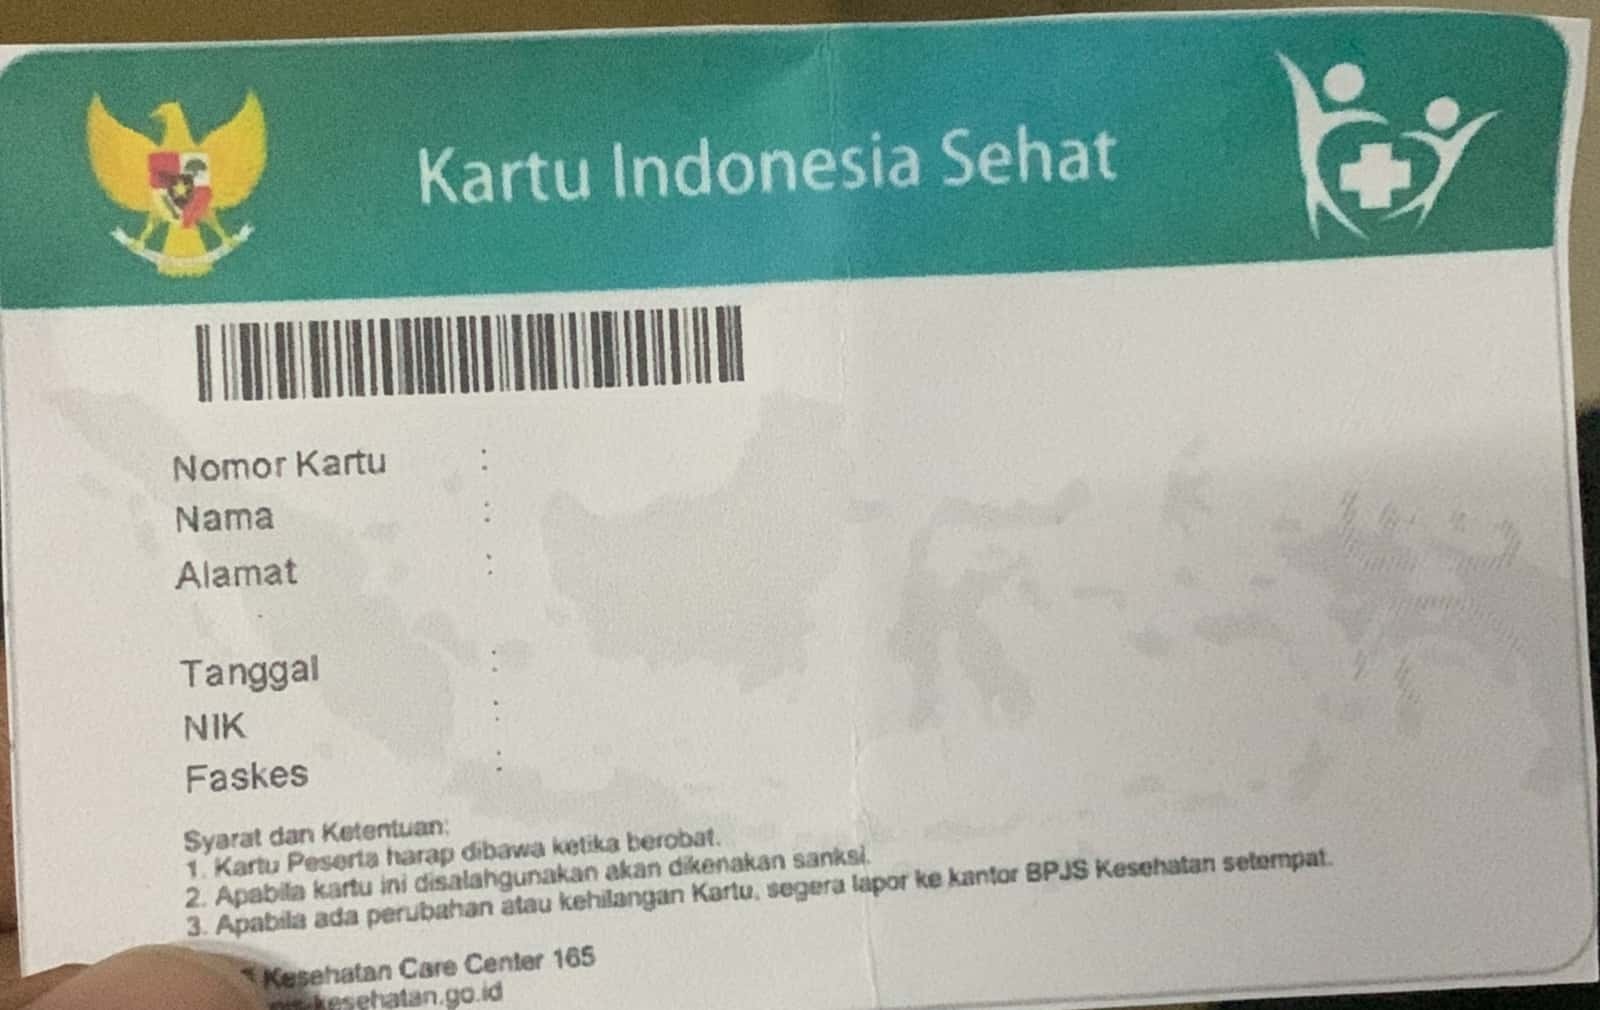 Kartu Indonesia Sehat
Nomor Kartu :
Nama :
Alamat :
Tanggal :
NIK :
Faskes :
Syarat dan Ketentuan:
1. Kartu Peserta harap dibawa ketika berobat.
2. Apabila kartu ini disalahgunakan akan dikenakan sanksi.
3. Apabila ada perubahan atau kehilangan Kartu, segera lapor ke kantor BPJS Kesehatan setempat.
Kesehatan Care Center 165
kesehatan.go.id